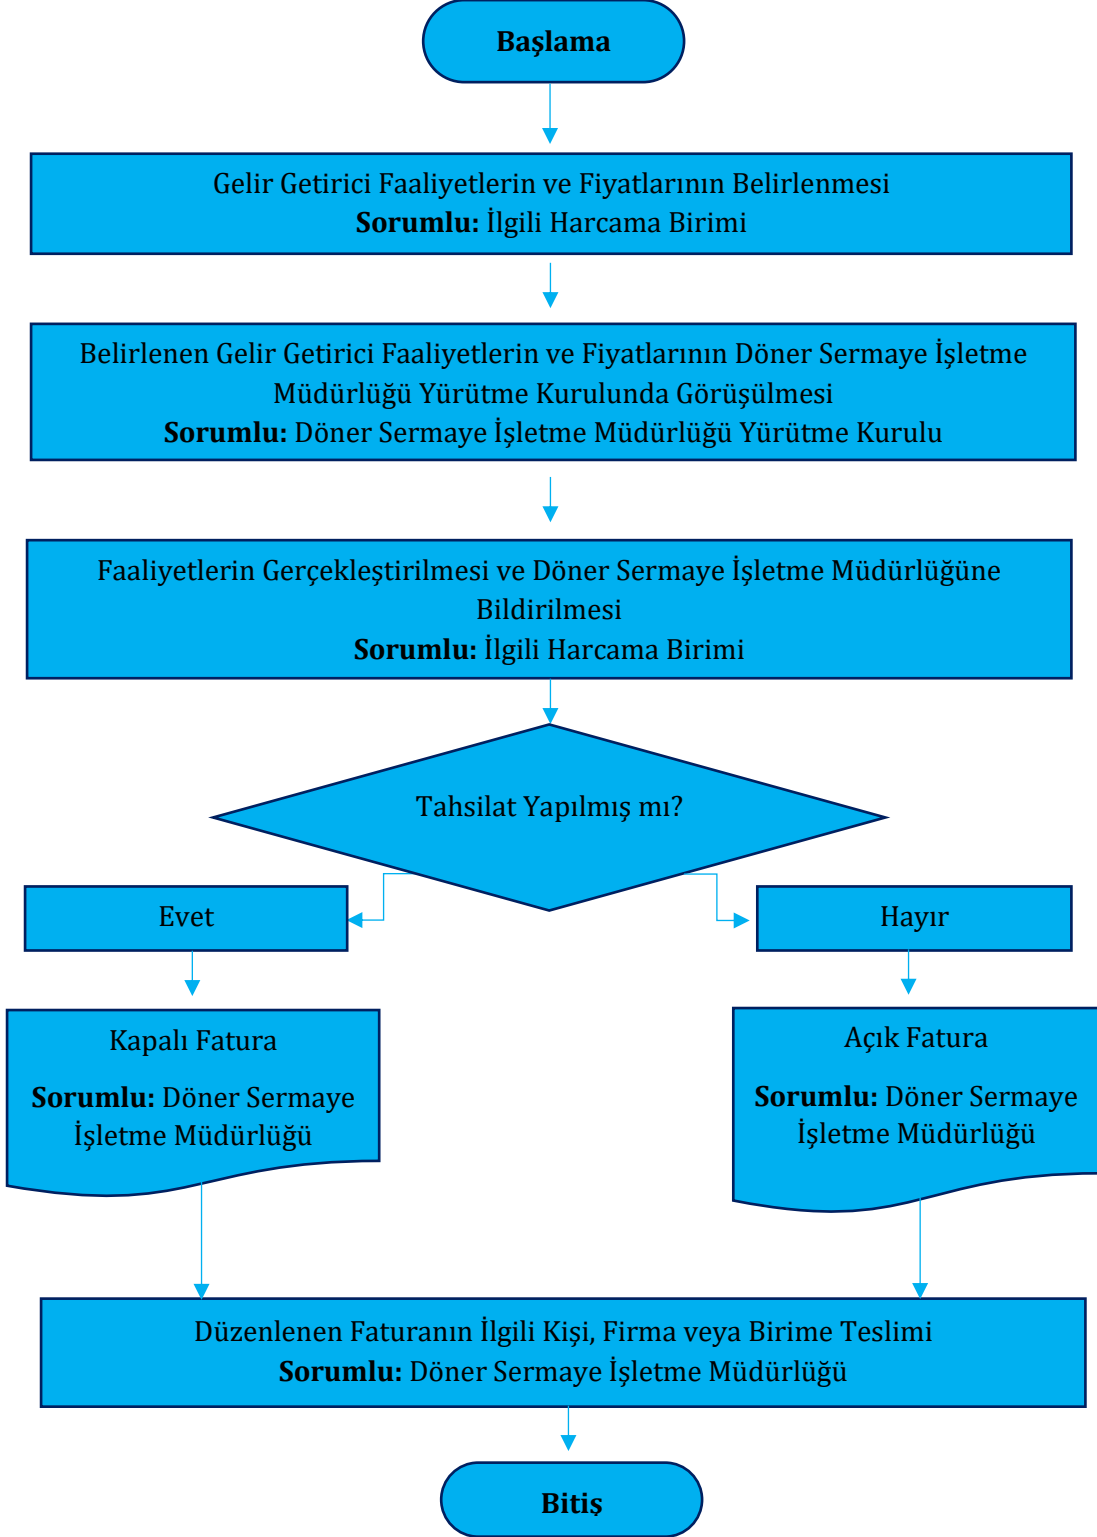 Başlama
Gelir Getirici Faaliyetlerin ve Fiyatlarının Belirlenmesi
Sorumlu: İlgili Harcama Birimi
Belirlenen Gelir Getirici Faaliyetlerin ve Fiyatlarının Döner Sermaye İşletme
Müdürlüğü Yürütme Kurulunda Görüşülmesi
Sorumlu: Döner Sermaye İşletme Müdürlüğü Yürütme Kurulu
Faaliyetlerin Gerçekleştirilmesi ve Döner Sermaye İşletme Müdürlüğüne
Bildirilmesi
Sorumlu: İlgili Harcama Birimi
Tahsilat Yapılmış mı?
Evet
Hayır
Kapalı Fatura
Sorumlu: Döner Sermaye
İşletme Müdürlüğü
Açık Fatura
Sorumlu: Döner Sermaye
İşletme Müdürlüğü
Düzenlenen Faturanın İlgili Kişi, Firma veya Birime Teslimi
Sorumlu: Döner Sermaye İşletme Müdürlüğü
Bitiş